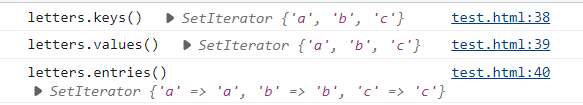 letters.keys() ▶ SetIterator {'a', 'b', 'c'} test.html:38
letters.values() ▶ SetIterator {'a', 'b', 'c'} test.html:39
letters.entries() test.html:40
▶ SetIterator {'a' => 'a', 'b' => 'b', 'c' => 'c'}